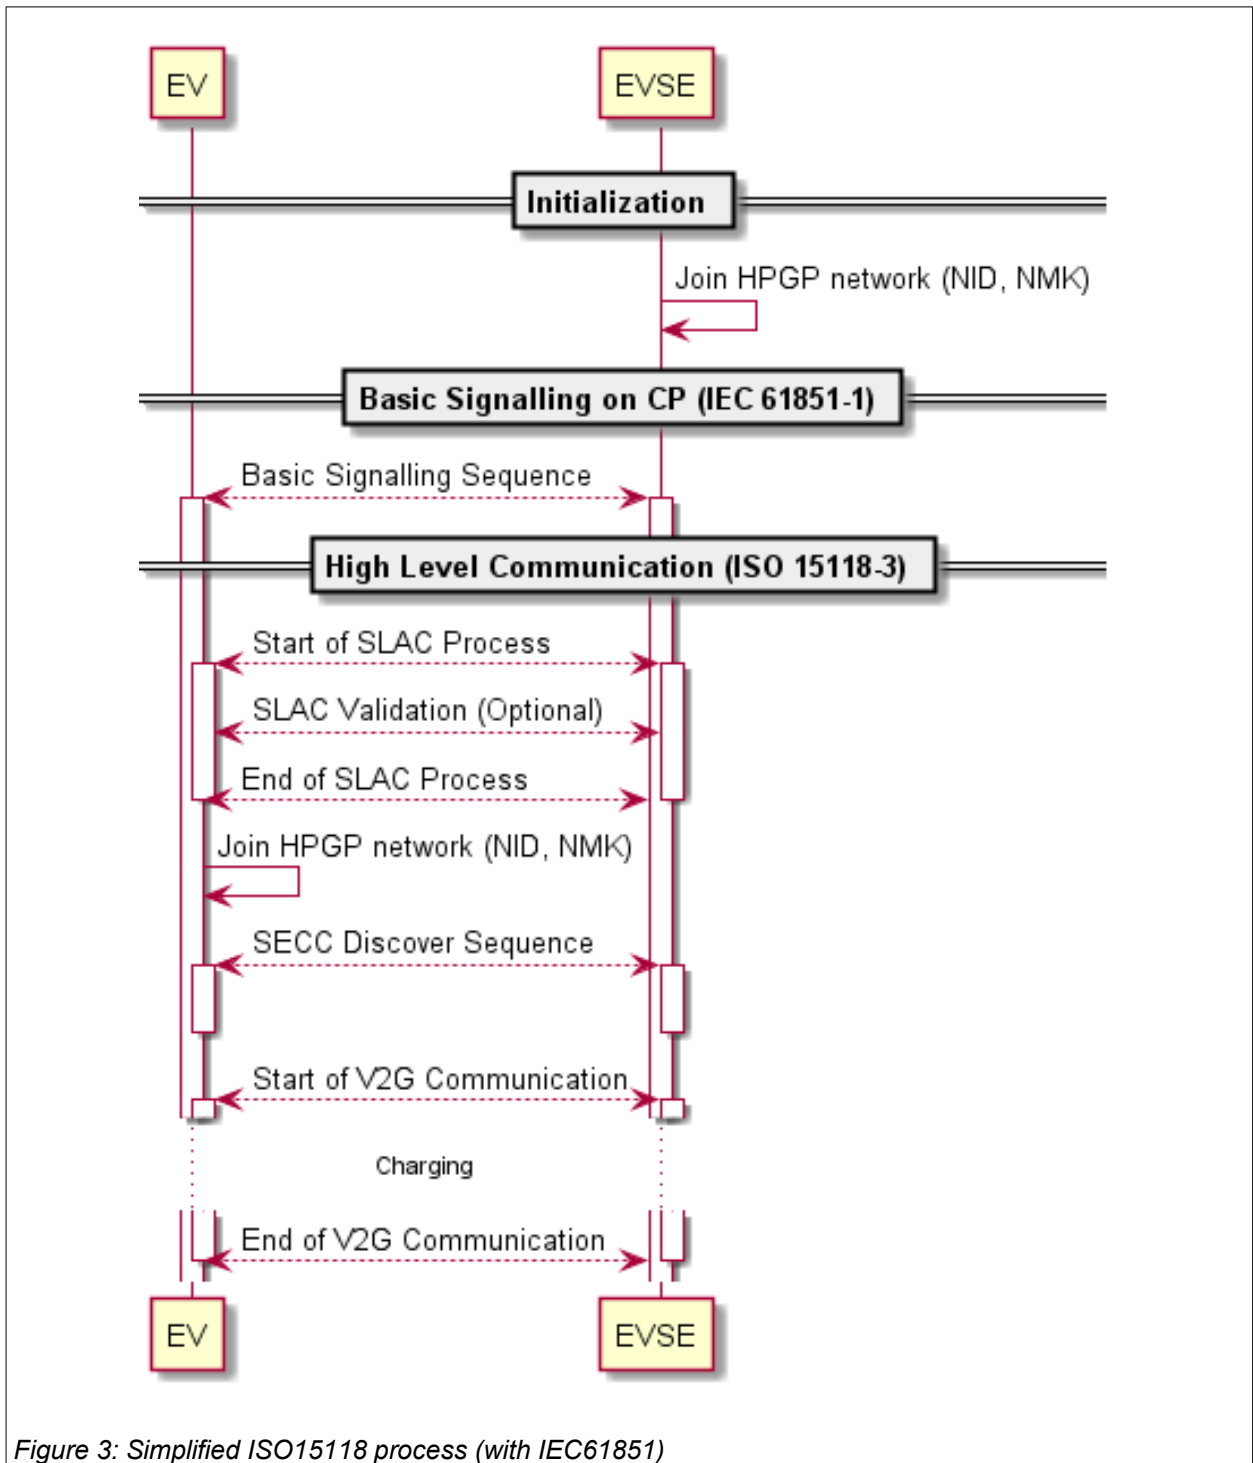 EV
EVSE
Initialization
Join HPGP network (NID, NMK)
Basic Signalling on CP (IEC 61851-1)
Basic Signalling Sequence
High Level Communication (ISO 15118-3)
Start of SLAC Process
SLAC Validation (Optional)
End of SLAC Process
Join HPGP network (NID, NMK)
SECC Discover Sequence
Start of V2G Communication
Charging
End of V2G Communication
EV
EVSE
Figure 3: Simplified ISO15118 process (with IEC61851)